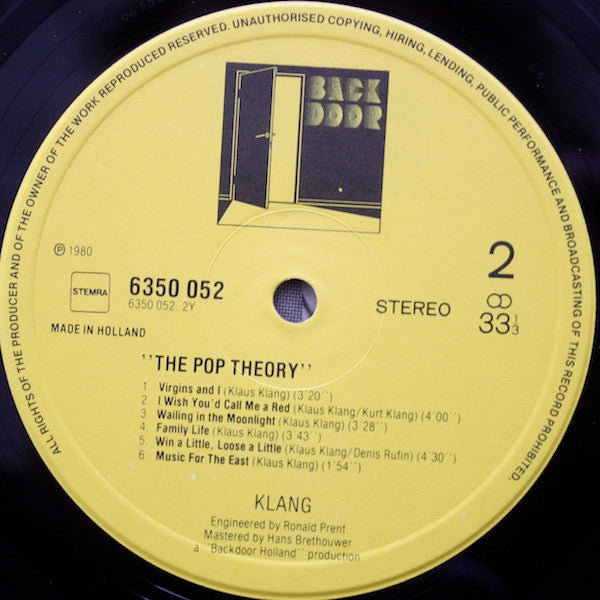 ALL RIGHTS OF THE PRODUCER AND OF THE OWNER OF THE WORK REPRODUCED RESERVED. UNAUTHORISED COPYING, HIRING, LENDING, PUBLIC PERFORMANCE AND BROADCASTING OF THIS RECORD PROHIBITED.
BACK
DOOR
℗ 1980
2
STEMRA
6350 052
6350 052. 2Y
STEREO
33 1/3
MADE IN HOLLAND
''THE POP THEORY''
1. Virgins and I (Klaus Klang) (3'20'')
2. I Wish You'd Call Me a Red (Klaus Klang/Kurt Klang) (4'00'')
3. Wailing in the Moonlight (Klaus Klang) (3'28'')
4. Family Life (Klaus Klang) (3'43'')
5. Win a Little, Loose a Little (Klaus Klang/Denis Rufin) (4'30'')
6. Music For The East (Klaus Klang) (1'54'')
KLANG
Engineered by Ronald Prent
Mastered by Hans Brethouwer
a ''Backdoor Holland'' production